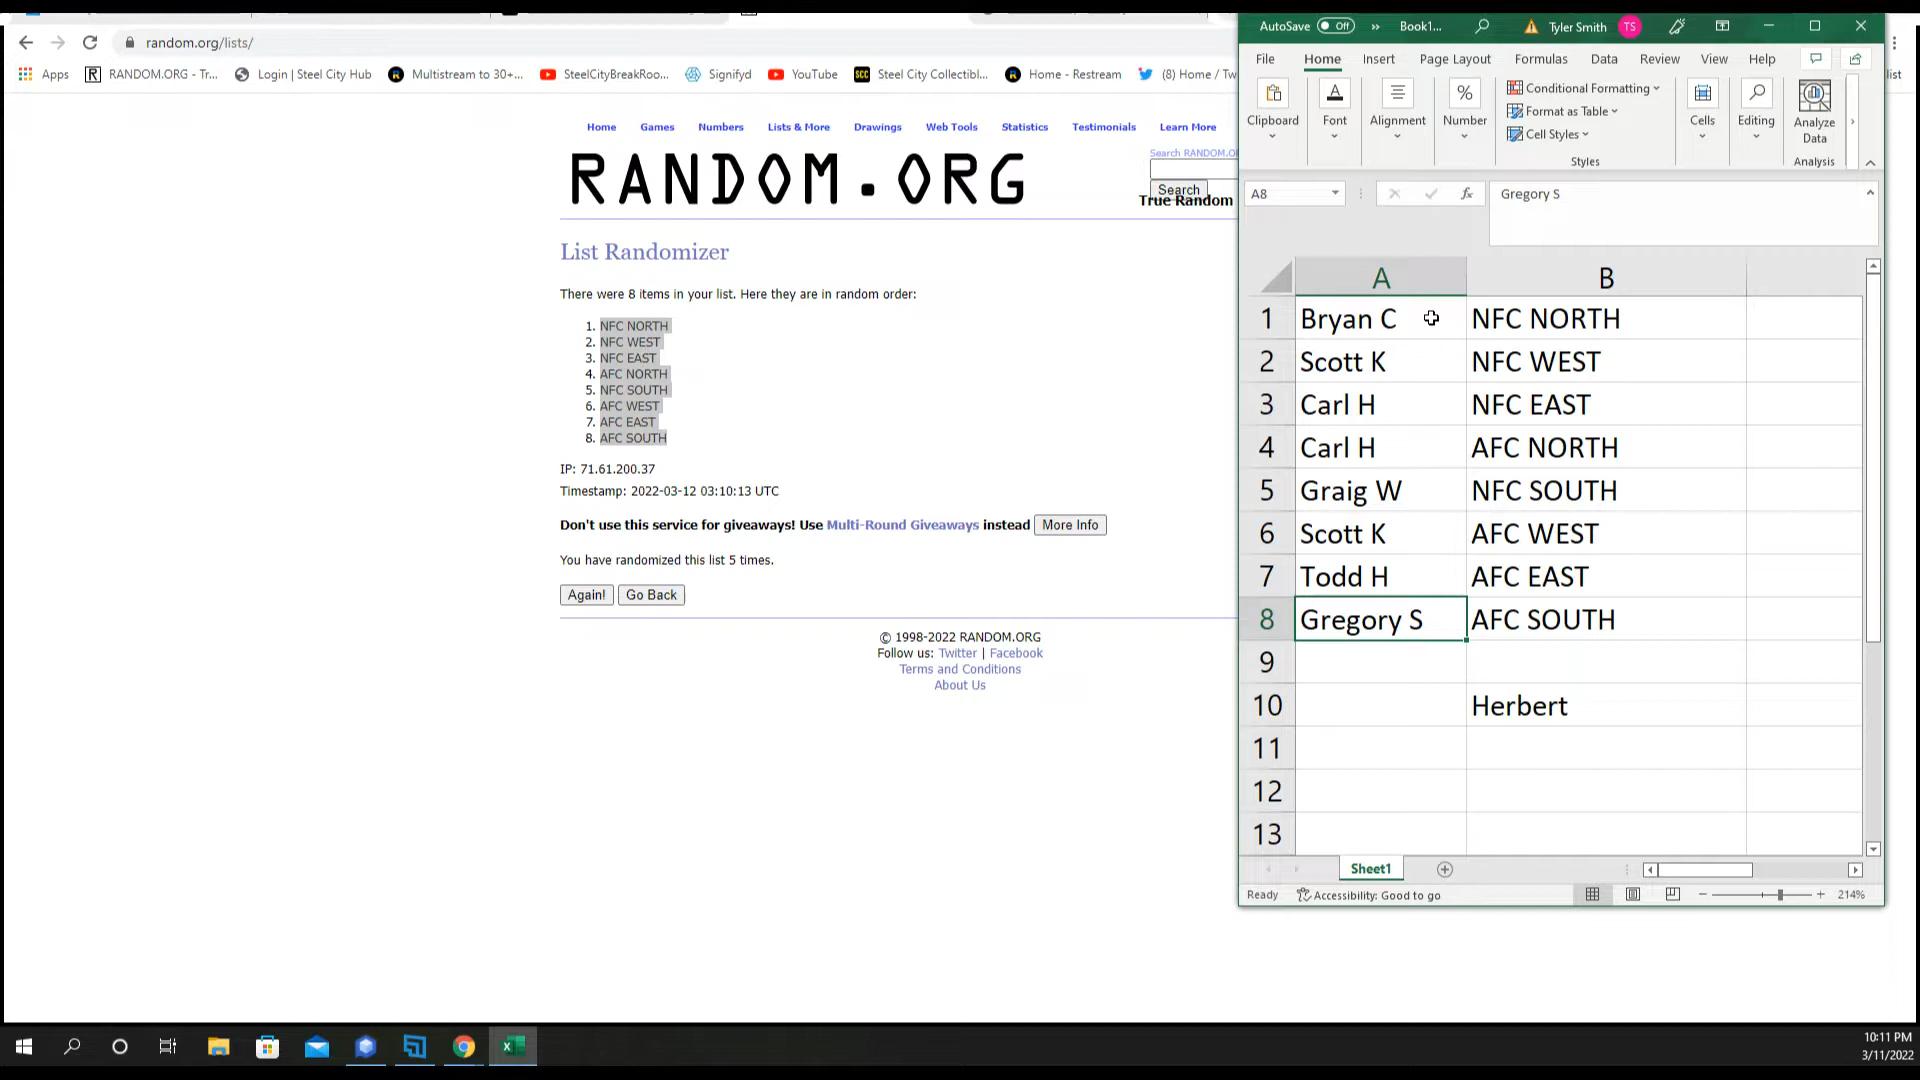 AutoSave Off » Book1... Tyler Smith TS
random.org/lists/
Apps RANDOM.ORG - Tr... Login | Steel City Hub Multistream to 30+... SteelCityBreakRoo... Signifyd YouTube SCC Steel City Collectibl... Home - Restream (8) Home / Tw list
File Home Insert Page Layout Formulas Data Review View Help
Clipboard Font Alignment Number
Conditional Formatting
Format as Table
Cell Styles
Styles
Cells Editing Analyze Data
Analysis
A8 fx Gregory S
Home Games Numbers Lists & More Drawings Web Tools Statistics Testimonials Learn More
Search RANDOM.O
RANDOM.ORG
Search
True Random
List Randomizer
There were 8 items in your list. Here they are in random order:
1. NFC NORTH
2. NFC WEST
3. NFC EAST
4. AFC NORTH
5. NFC SOUTH
6. AFC WEST
7. AFC EAST
8. AFC SOUTH
IP: 71.61.200.37
Timestamp: 2022-03-12 03:10:13 UTC
Don't use this service for giveaways! Use Multi-Round Giveaways instead More Info
You have randomized this list 5 times.
Again! Go Back
© 1998-2022 RANDOM.ORG
Follow us: Twitter | Facebook
Terms and Conditions
About Us
A B
1 Bryan C NFC NORTH
2 Scott K NFC WEST
3 Carl H NFC EAST
4 Carl H AFC NORTH
5 Graig W NFC SOUTH
6 Scott K AFC WEST
7 Todd H AFC EAST
8 Gregory S AFC SOUTH
9
10 Herbert
11
12
13
Sheet1
Ready Accessibility: Good to go 214%
10:11 PM
3/11/2022